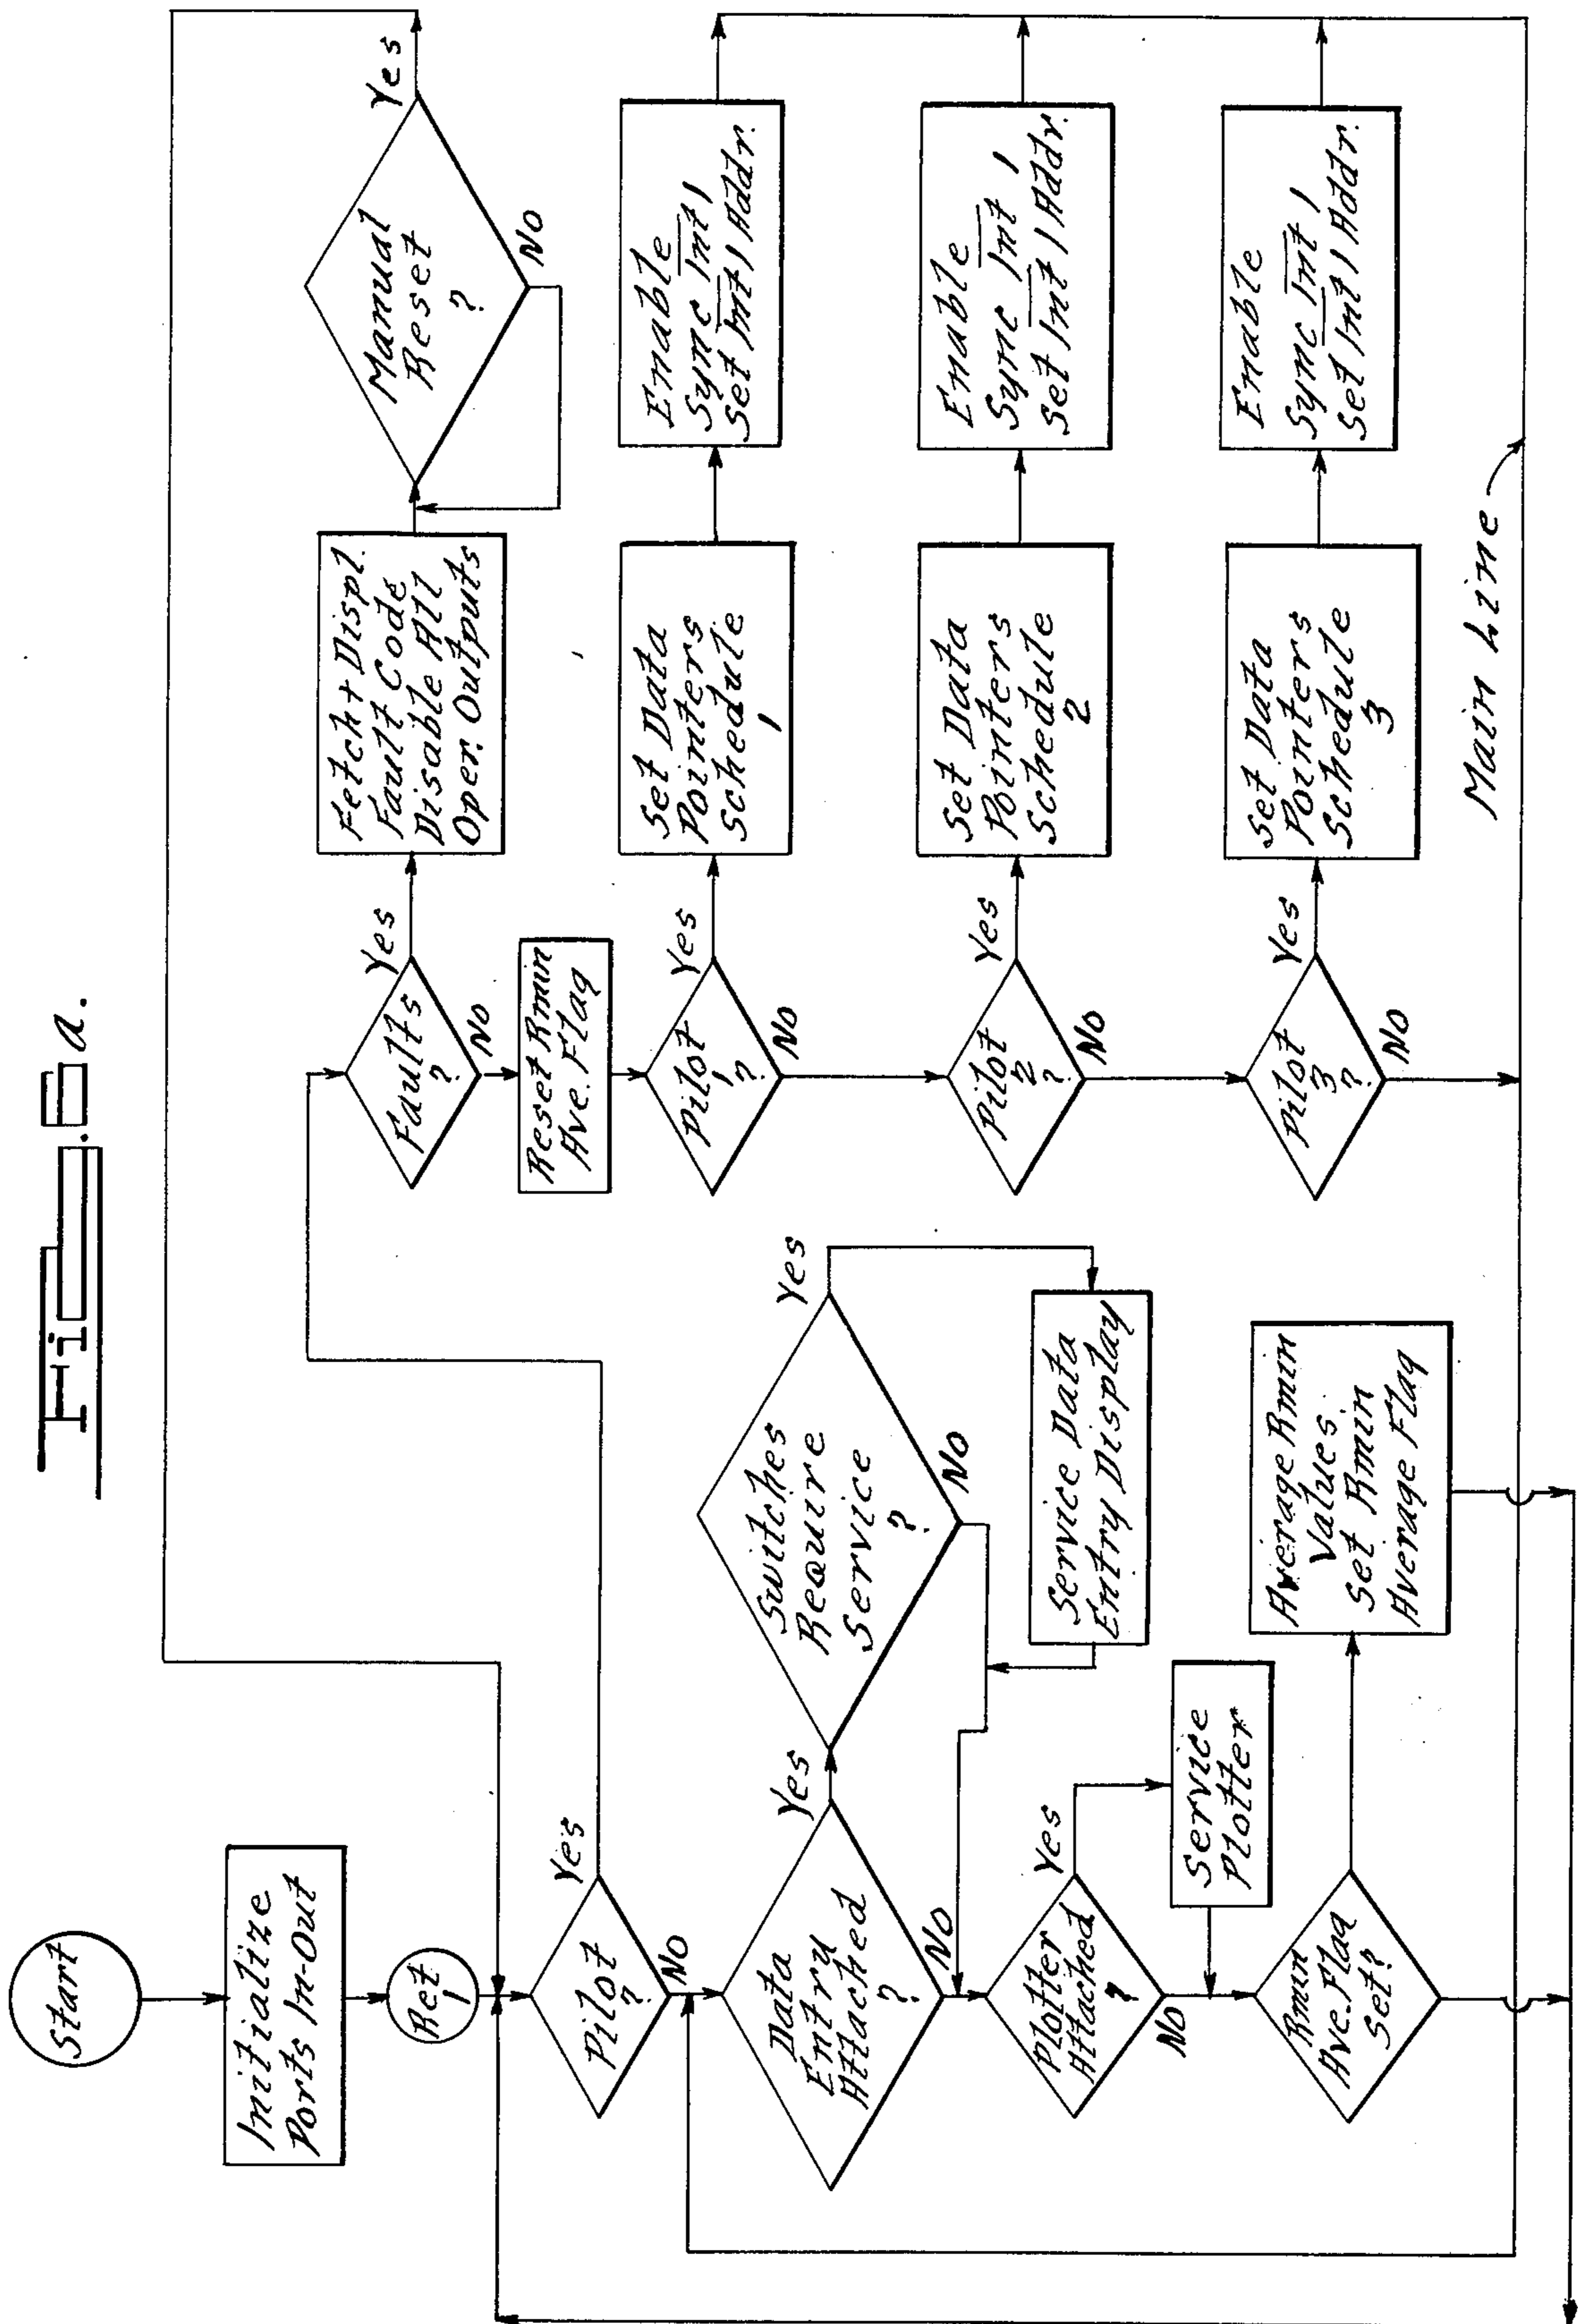 Fig. 5a.
Start
Initialize
Ports In-Out
Ret
1
Pilot
?
Yes
No
Data
Entry
Attached
?
Yes
No
Switches
Require
Service
?
Yes
No
Service Data
Entry Display
Plotter
Attached
?
Yes
No
Service
Plotter
Rmin
Ave. Flag
Set?
Average Rmin
Values
Set Rmin
Average Flag
Faults
?
Yes
No
Fetch + Displ.
Fault Code
Disable All
Oper. Outputs
Manual
Reset
?
Yes
No
Reset Rmin
Ave. Flag
Pilot
1
?
Yes
No
Set Data
Pointers
Schedule
1
Enable
Sync Int 1
Set Int 1 Addr.
Pilot
2
?
Yes
No
Set Data
Pointers
Schedule
2
Enable
Sync Int 1
Set Int 1 Addr.
Pilot
3
?
Yes
No
Set Data
Pointers
Schedule
3
Enable
Sync Int 1
Set Int 1 Addr.
Main Line